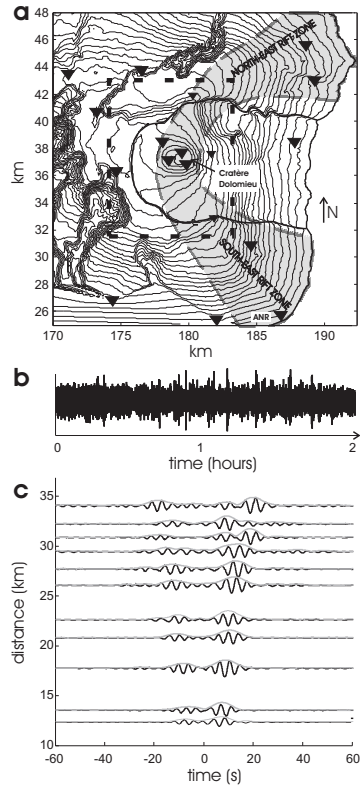 a
48
46
44
42
40
38
36
34
32
30
28
26
km
170
175
180
185
190
km
NORTH-EAST RIFT-ZONE
Cratère
Dolomieu
N
SOUTH-EAST RIFT ZONE
ANR
b
0
1
2
time (hours)
c
35
30
25
20
15
10
distance (km)
-60
-40
-20
0
20
40
60
time (s)